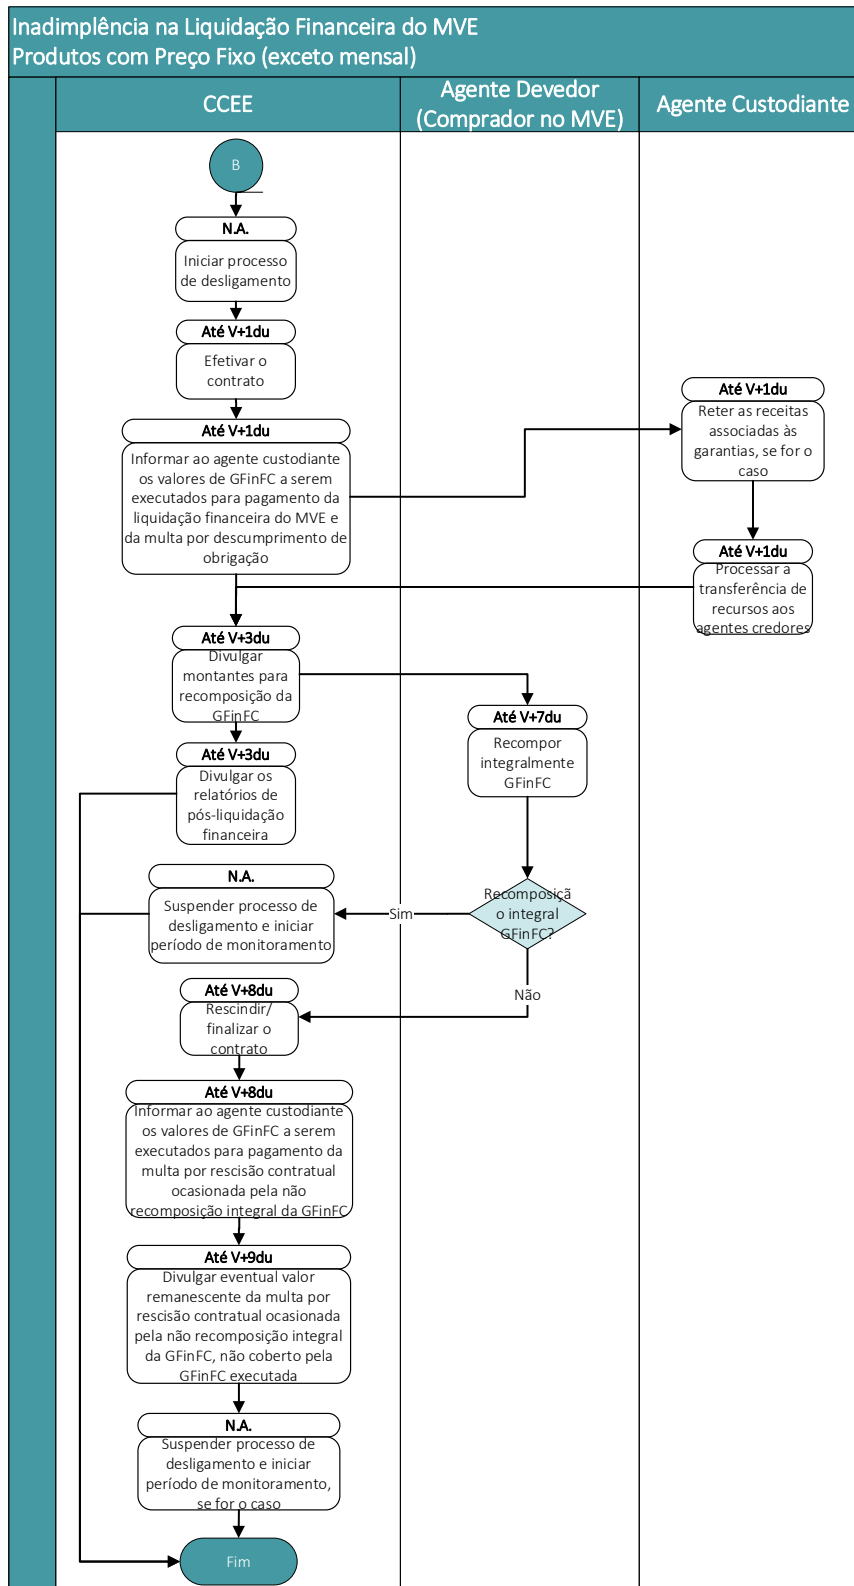 Inadimplência na Liquidação Financeira do MVE
Produtos com Preço Fixo (exceto mensal)
CCEE
Agente Devedor
(Comprador no MVE)
Agente Custodiante
B
N.A.
Iniciar processo
de desligamento
Até V+1du
Efetivar o
contrato
Até V+1du
Informar ao agente custodiante
os valores de GFinFC a serem
executados para pagamento da
liquidação financeira do MVE e
da multa por descumprimento de
obrigação
Até V+1du
Reter as receitas
associadas às
garantias, se for o
caso
Até V+1du
Processar a
transferência de
recursos aos
agentes credores
Até V+3du
Divulgar
montantes para
recomposição da
GFinFC
Até V+7du
Recompor
integralmente
GFinFC
Até V+3du
Divulgar os
relatórios de
pós-liquidação
financeira
Recomposiçã
o integral
GFinFC?
Sim
N.A.
Suspender processo de
desligamento e iniciar
período de monitoramento
Não
Até V+8du
Rescindir/
finalizar o
contrato
Até V+8du
Informar ao agente custodiante
os valores de GFinFC a serem
executados para pagamento da
multa por rescisão contratual
ocasionada pela não
recomposição integral da GFinFC
Até V+9du
Divulgar eventual valor
remanescente da multa por
rescisão contratual ocasionada
pela não recomposição integral
da GFinFC, não coberto pela
GFinFC executada
N.A.
Suspender processo de
desligamento e iniciar
período de monitoramento,
se for o caso
Fim